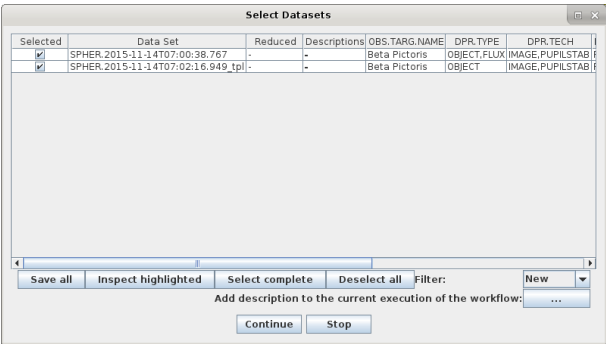 Select Datasets
Selected Data Set Reduced Descriptions OBS.TARG.NAME DPR.TYPE DPR.TECH
SPHER.2015-11-14T07:00:38.767 - - Beta Pictoris OBJECT,FLUX IMAGE,PUPILSTAB
SPHER.2015-11-14T07:02:16.949_tpl - - Beta Pictoris OBJECT IMAGE,PUPILSTAB
Save all Inspect highlighted Select complete Deselect all Filter: New
Add description to the current execution of the workflow: ...
Continue Stop